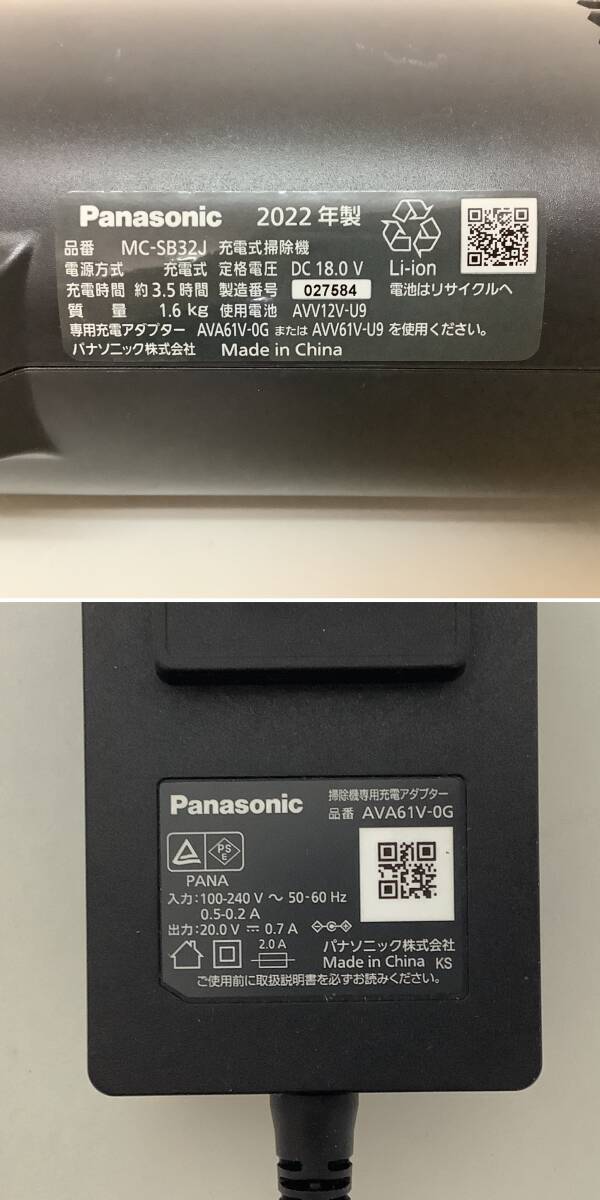 Panasonic 2022年製
品番 MC-SB32J 充電式掃除機
電源方式 充電式 定格電圧 DC 18.0 V Li-ion
充電時間 約3.5時間 製造番号 027584 電池はリサイクルへ
質量 1.6 kg 使用電池 AVV12V-U9
専用充電アダプター AVA61V-0G または AVV61V-U9 を使用ください。
パナソニック株式会社 Made in China
Panasonic 掃除機専用充電アダプター
品番 AVA61V-0G
PS E
PANA
入力:100-240 V ～ 50-60 Hz
0.5-0.2 A
出力:20.0 V ⎓ 0.7 A
2.0 A パナソニック株式会社
Made in China KS
ご使用前に取扱説明書を必ずお読みください。